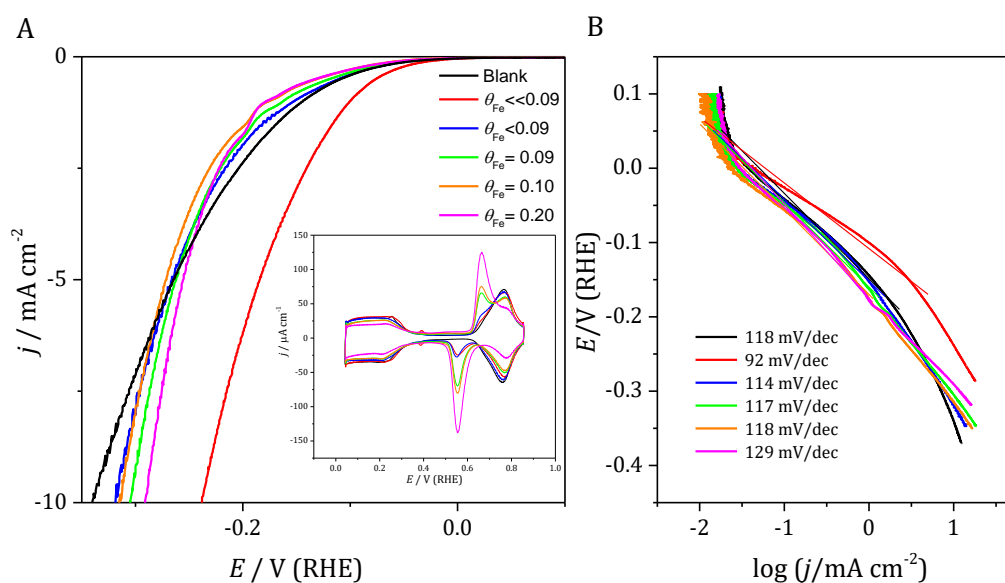 A
B
0
-5
-10
-0.2
0.0
j / mA cm⁻²
E / V (RHE)
Blank
θFe<<0.09
θFe<0.09
θFe= 0.09
θFe= 0.10
θFe= 0.20
150
100
50
0
-50
-100
-150
0.0 0.2 0.4 0.6 0.8 1.0
j / µA cm⁻¹
E / V (RHE)
0.1
0.0
-0.1
-0.2
-0.3
-0.4
-2 -1 0 1
E/V (RHE)
log (j/mA cm⁻²)
118 mV/dec
92 mV/dec
114 mV/dec
117 mV/dec
118 mV/dec
129 mV/dec